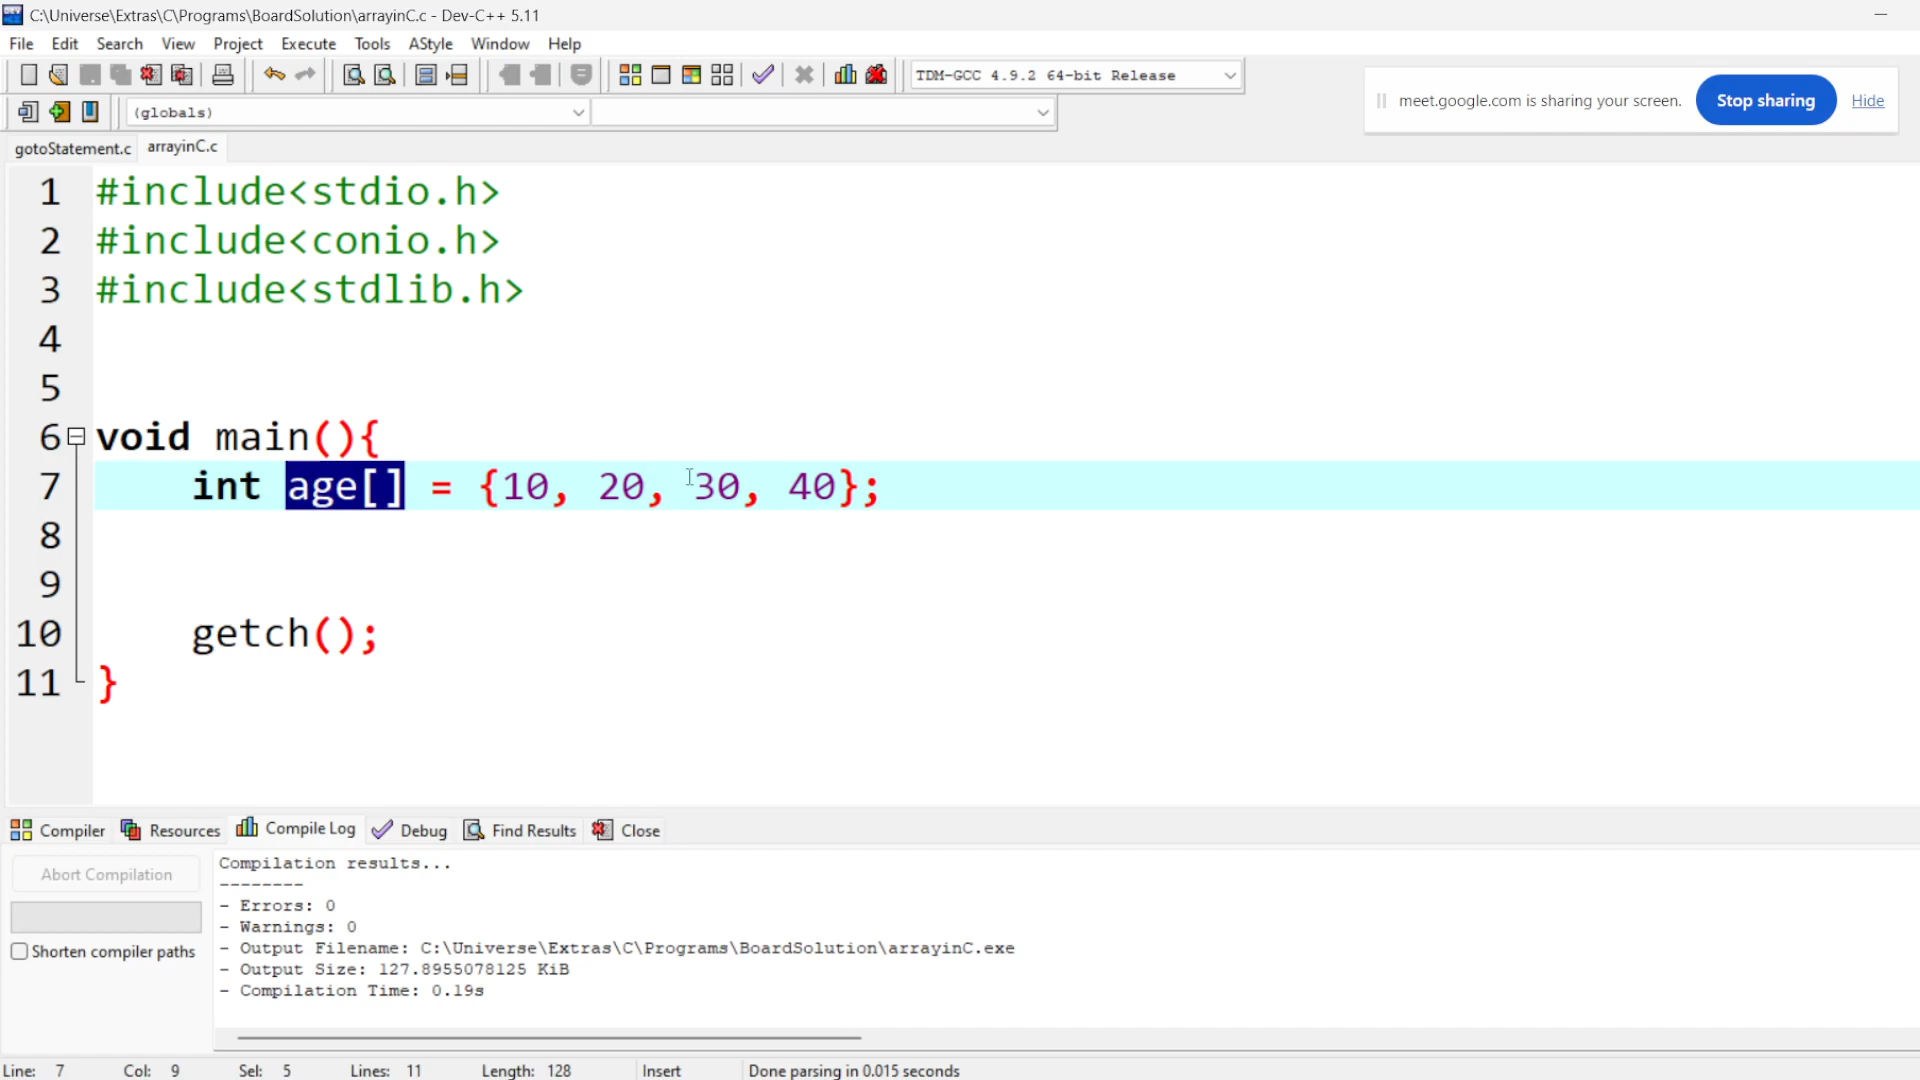 C:\Universe\Extras\C\Programs\BoardSolution\arrayinC.c - Dev-C++ 5.11
File Edit Search View Project Execute Tools AStyle Window Help
TDM-GCC 4.9.2 64-bit Release
meet.google.com is sharing your screen. Stop sharing Hide
(globals)
gotoStatement.c arrayinC.c
1 #include<stdio.h>
2 #include<conio.h>
3 #include<stdlib.h>
4
5
6 void main(){
7 int age[] = {10, 20, 30, 40};
8
9
10 getch();
11 }
Compiler Resources Compile Log Debug Find Results Close
Abort Compilation
Shorten compiler paths
Compilation results...
--------
- Errors: 0
- Warnings: 0
- Output Filename: C:\Universe\Extras\C\Programs\BoardSolution\arrayinC.exe
- Output Size: 127.8955078125 KiB
- Compilation Time: 0.19s
Line: 7 Col: 9 Sel: 5 Lines: 11 Length: 128 Insert Done parsing in 0.015 seconds